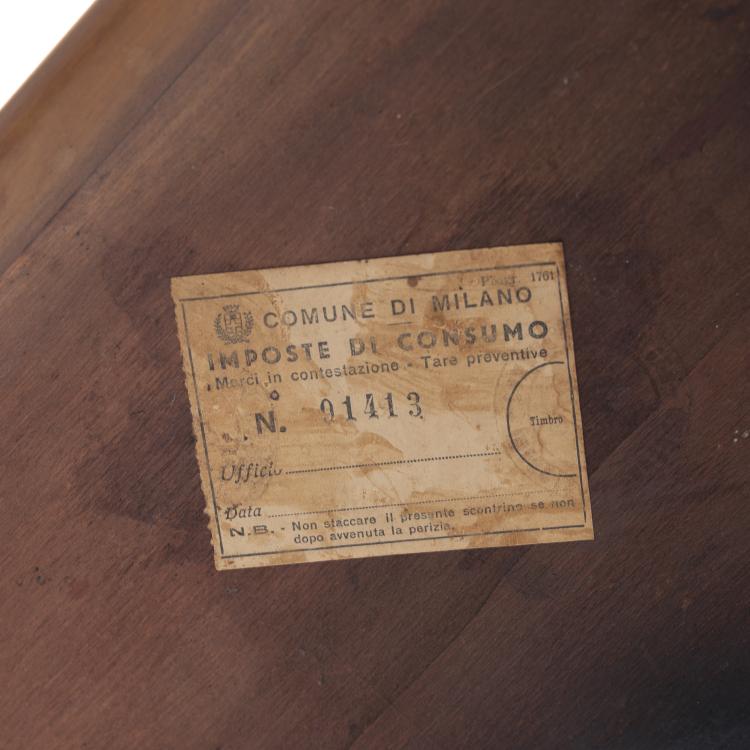 1761
COMUNE DI MILANO
IMPOSTE DI CONSUMO
Merci in contestazione - Tare preventive
N. 01413
Timbro
Ufficio
Data
N.B. - Non staccare il presente scontrino se non
dopo avvenuta la perizia.